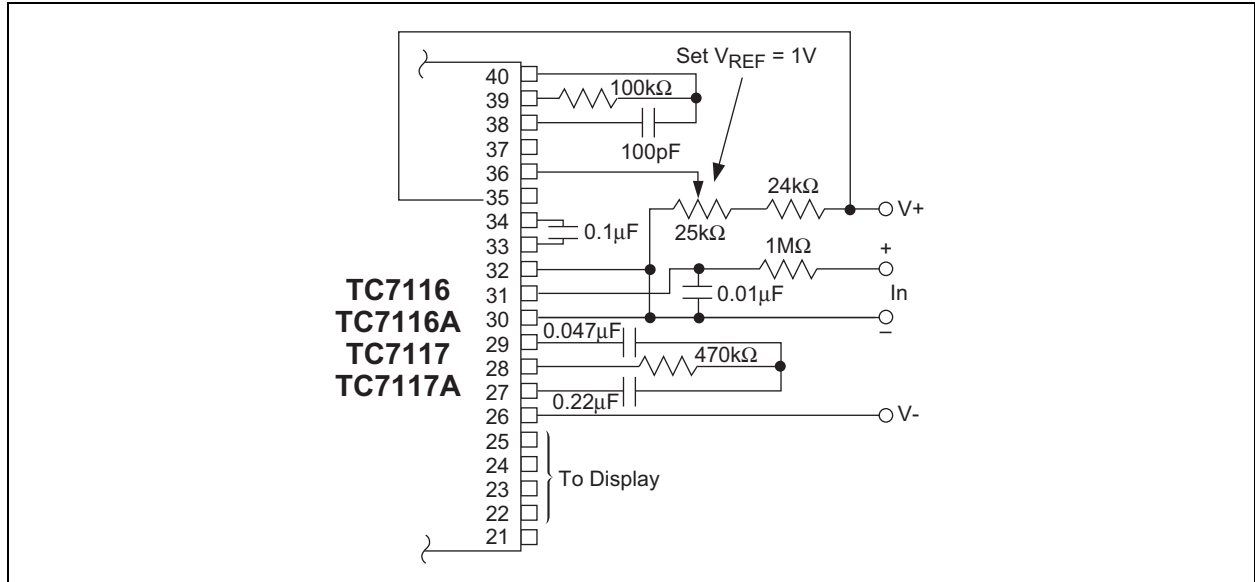 Set VREF = 1V
40
39
100kΩ
38
37
100pF
36
35
24kΩ
V+
34
0.1µF
25kΩ
33
1MΩ
+
32
TC7116
31
0.01µF
In
TC7116A
30
–
0.047µF
29
TC7117
28
470kΩ
TC7117A
27
0.22µF
26
V-
25
24
To Display
23
22
21